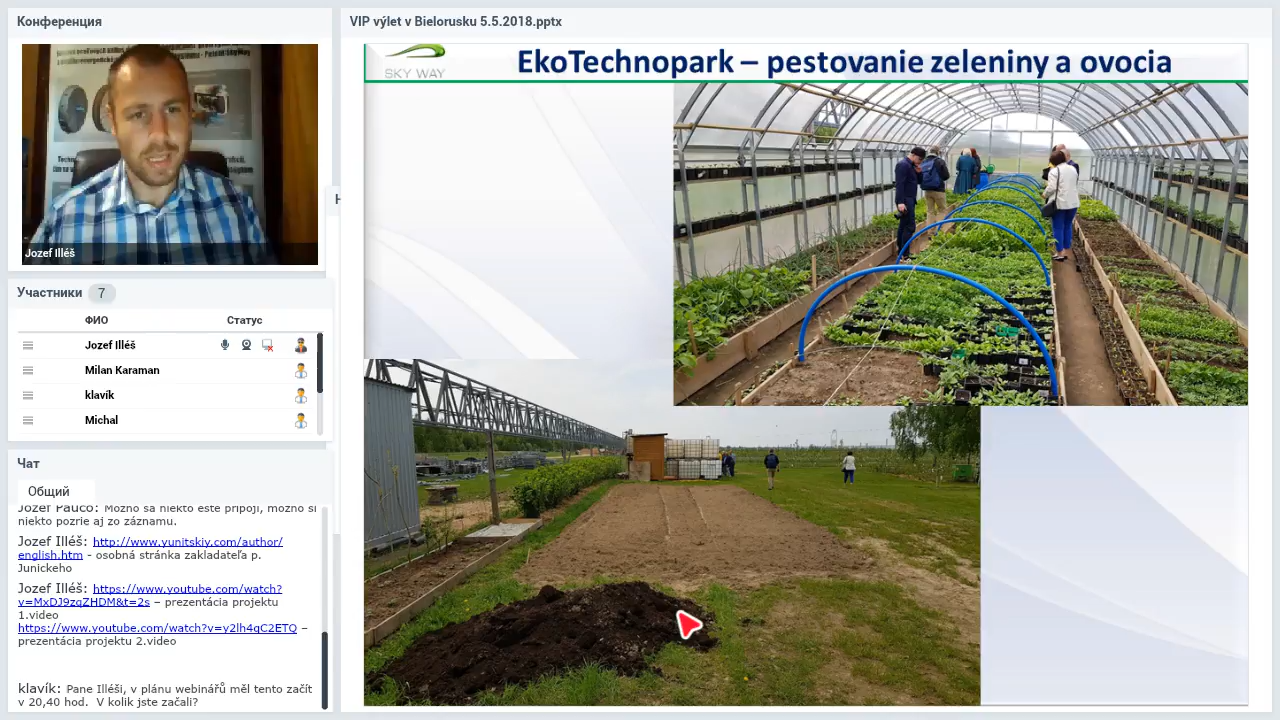 Конференция
VIP výlet v Bielorusku 5.5.2018.pptx
SKY WAY
EkoTechnopark – pestovanie zeleniny a ovocia
Jozef Illéš
Участники 7
ФИО Статус
Jozef Illéš
Milan Karaman
klavík
Michal
Чат
Общий
Jozef Paučo: Možno sa niekto ešte pripojí, možno si
niekto pozrie aj zo záznamu.
Jozef Illéš: http://www.yunitskiy.com/author/
english.htm - osobná stránka zakladateľa p.
Junickeho
Jozef Illéš: https://www.youtube.com/watch?
v=MxDJ9zqZHDM&t=2s – prezentácia projektu
1.video
https://www.youtube.com/watch?v=y2lh4qC2ETQ –
prezentácia projektu 2.video
klavík: Pane Illéši, v plánu webinářů měl tento začít
v 20,40 hod. V kolik jste začali?